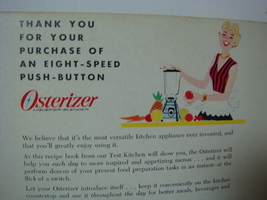 THANK YOU
FOR YOUR
PURCHASE OF
AN EIGHT-SPEED
PUSH-BUTTON
Osterizer
LIQUEFIER-BLENDER
We believe that it's the most versatile kitchen appliance ever invented, and
that you'll greatly enjoy using it.
As this recipe book from our Test Kitchen will show you, the Osterizer will
help you each day to more inspired and appetizing menus . . . and it will
perform dozens of your present food preparation tasks in an instant—at the
flick of a switch.
Let your Osterizer introduce itself . . . keep it conveniently on the kitchen
countertop and use it throughout the day for better meals, beverages and